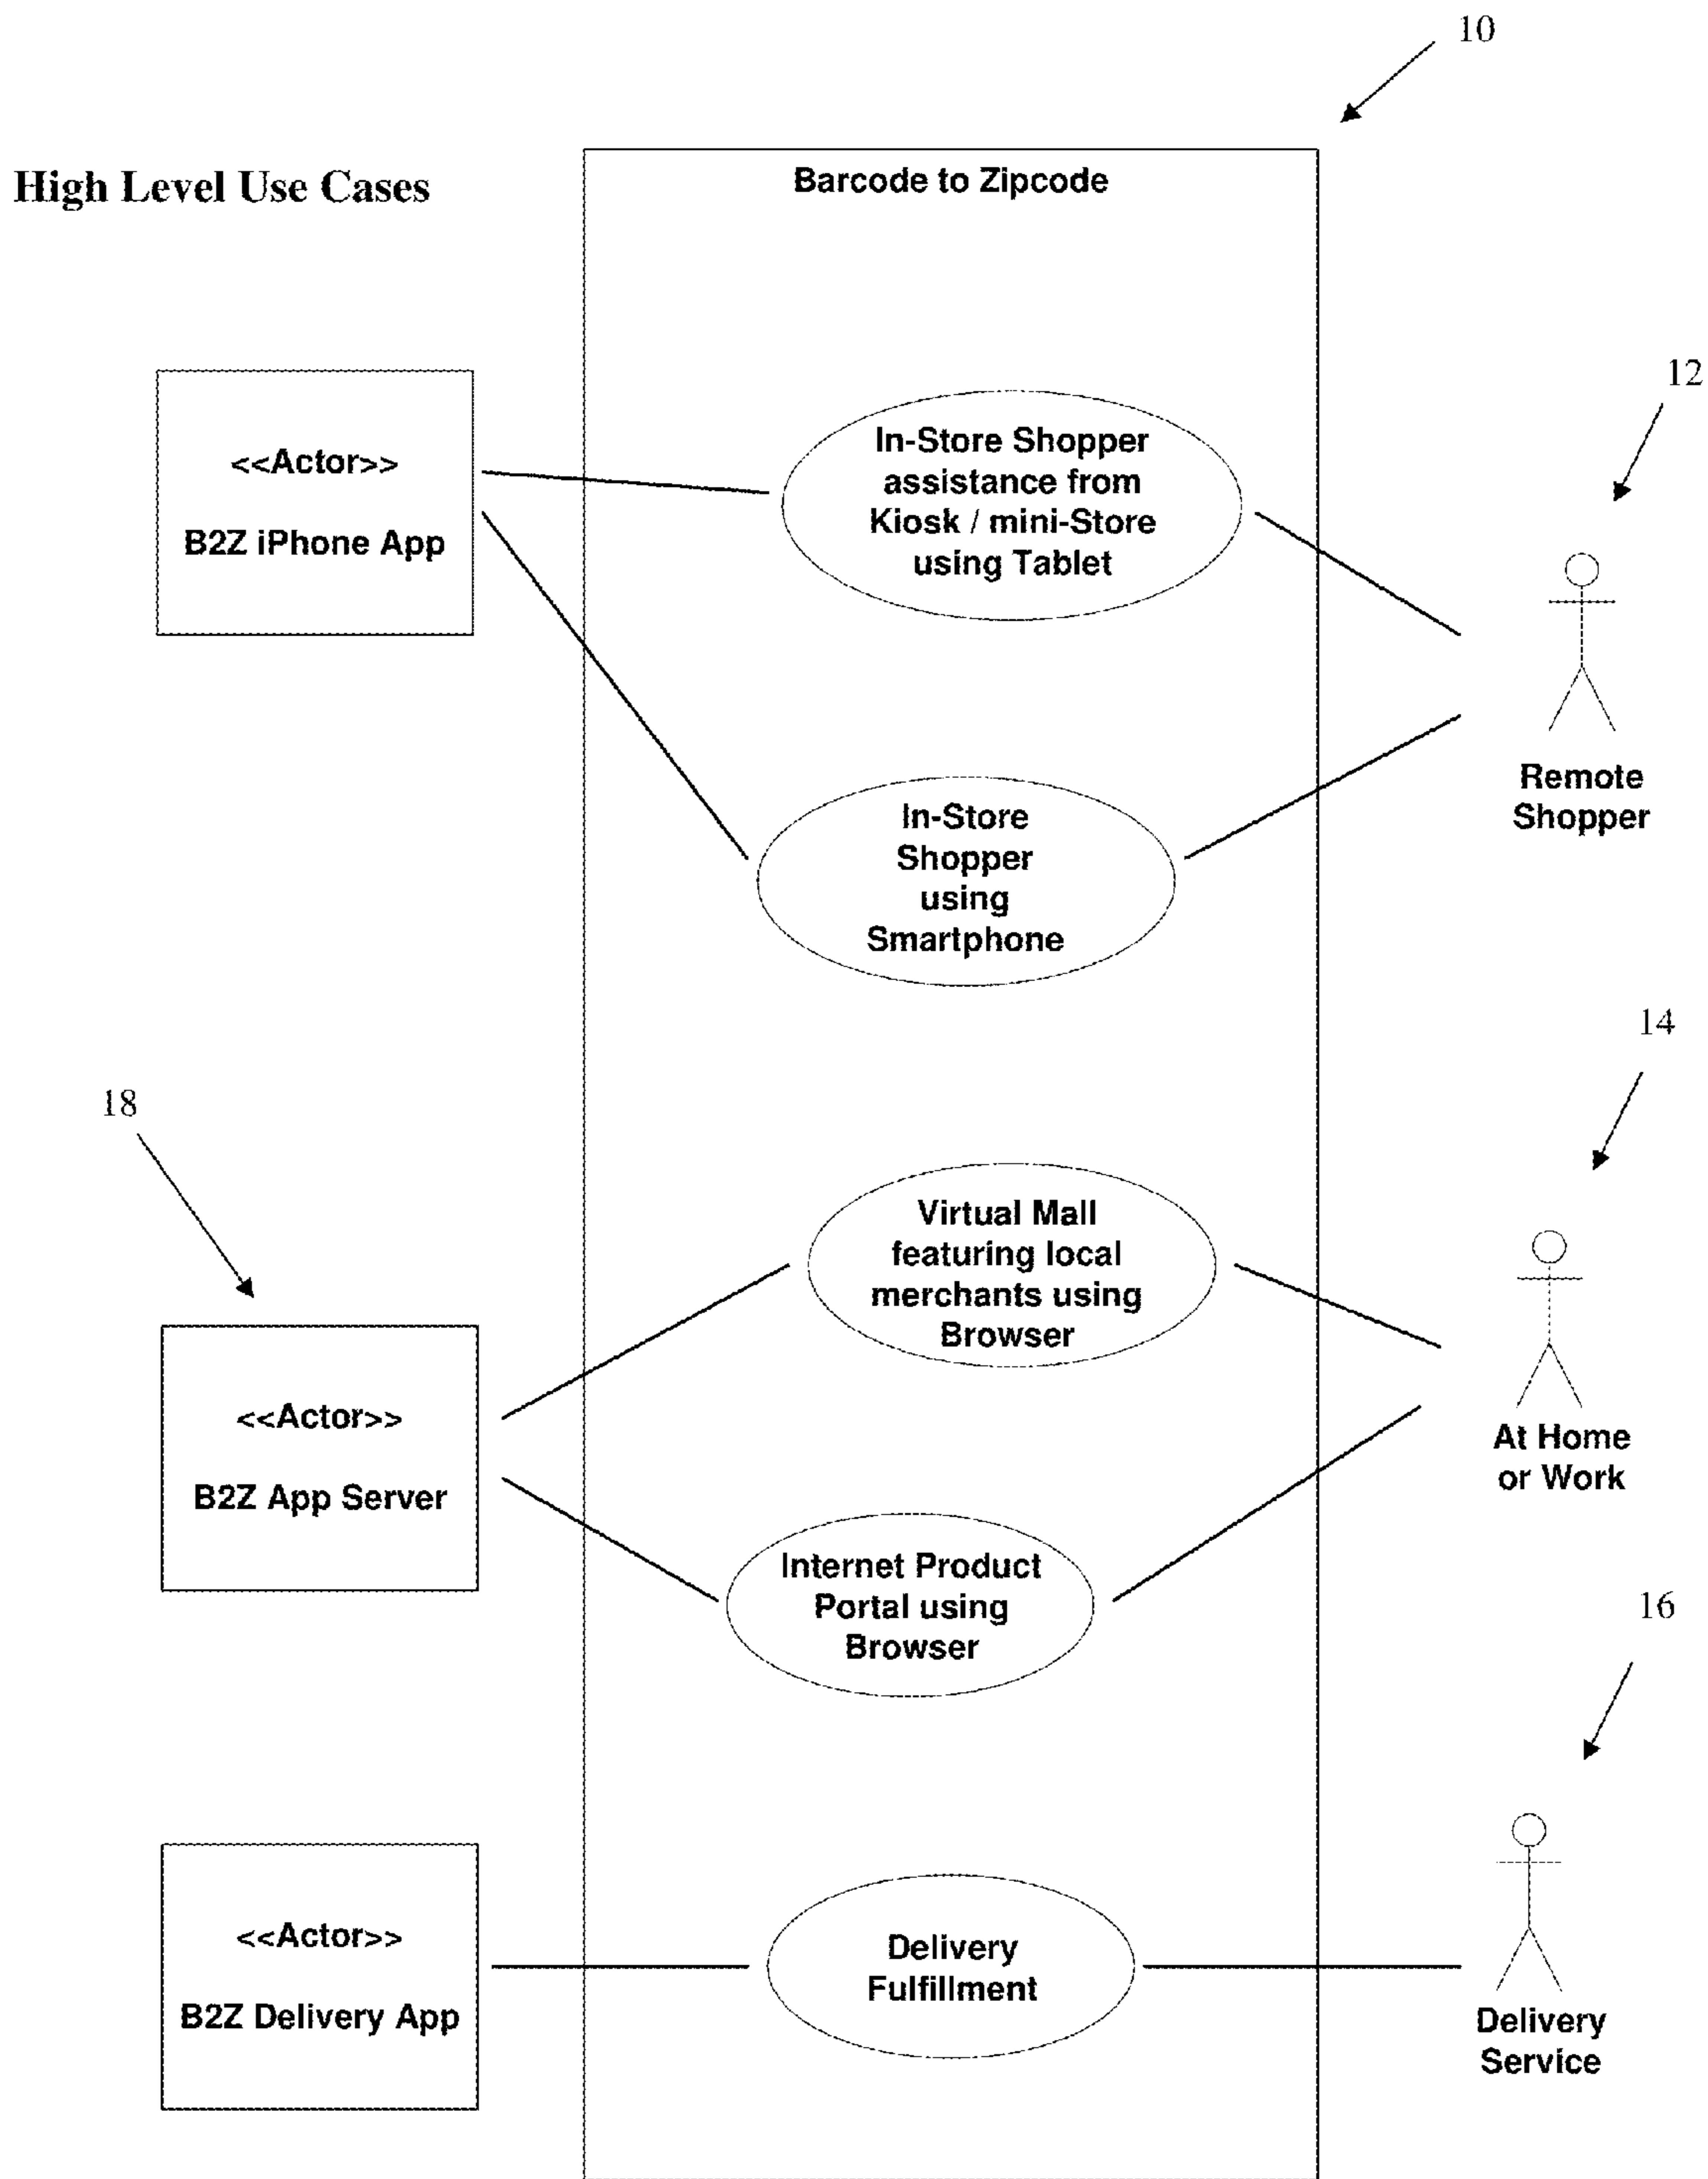 10
High Level Use Cases
Barcode to Zipcode
12
<<Actor>>
B2Z iPhone App
In-Store Shopper
assistance from
Kiosk / mini-Store
using Tablet
Remote
Shopper
In-Store
Shopper
using
Smartphone
14
18
Virtual Mall
featuring local
merchants using
Browser
<<Actor>>
B2Z App Server
At Home
or Work
Internet Product
Portal using
Browser
16
<<Actor>>
B2Z Delivery App
Delivery
Fulfillment
Delivery
Service